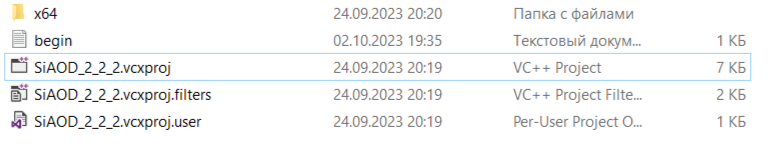 x64 24.09.2023 20:20 Папка с файлами
begin 02.10.2023 19:35 Текстовый докум... 1 КБ
SiAOD_2_2_2.vcxproj 24.09.2023 20:19 VC++ Project 7 КБ
SiAOD_2_2_2.vcxproj.filters 24.09.2023 20:19 VC++ Project Filte... 2 КБ
SiAOD_2_2_2.vcxproj.user 24.09.2023 20:19 Per-User Project O... 1 КБ